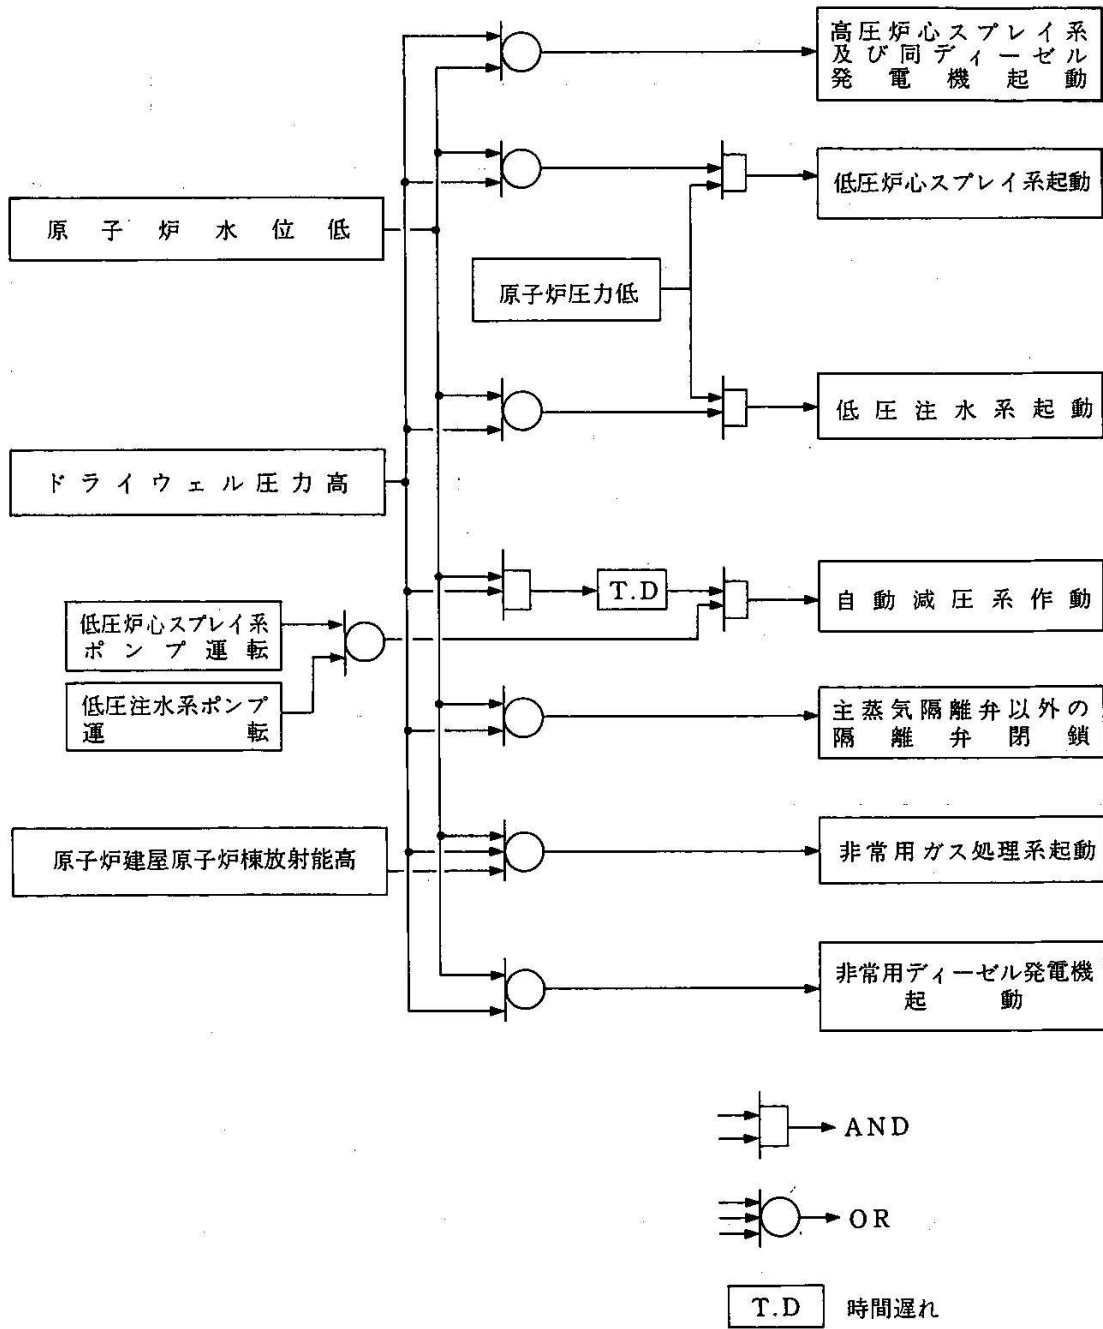 高圧炉心スプレイ系
及び同ディーゼル
発電機起動
低圧炉心スプレイ系起動
原子炉水位低
原子炉圧力低
低圧注水系起動
ドライウェル圧力高
T.D
自動減圧系作動
低圧炉心スプレイ系
ポンプ運転
低圧注水系ポンプ
運転
主蒸気隔離弁以外の
隔離弁閉鎖
原子炉建屋原子炉棟放射能高
非常用ガス処理系起動
非常用ディーゼル発電機
起動
AND
OR
T.D 時間遅れ